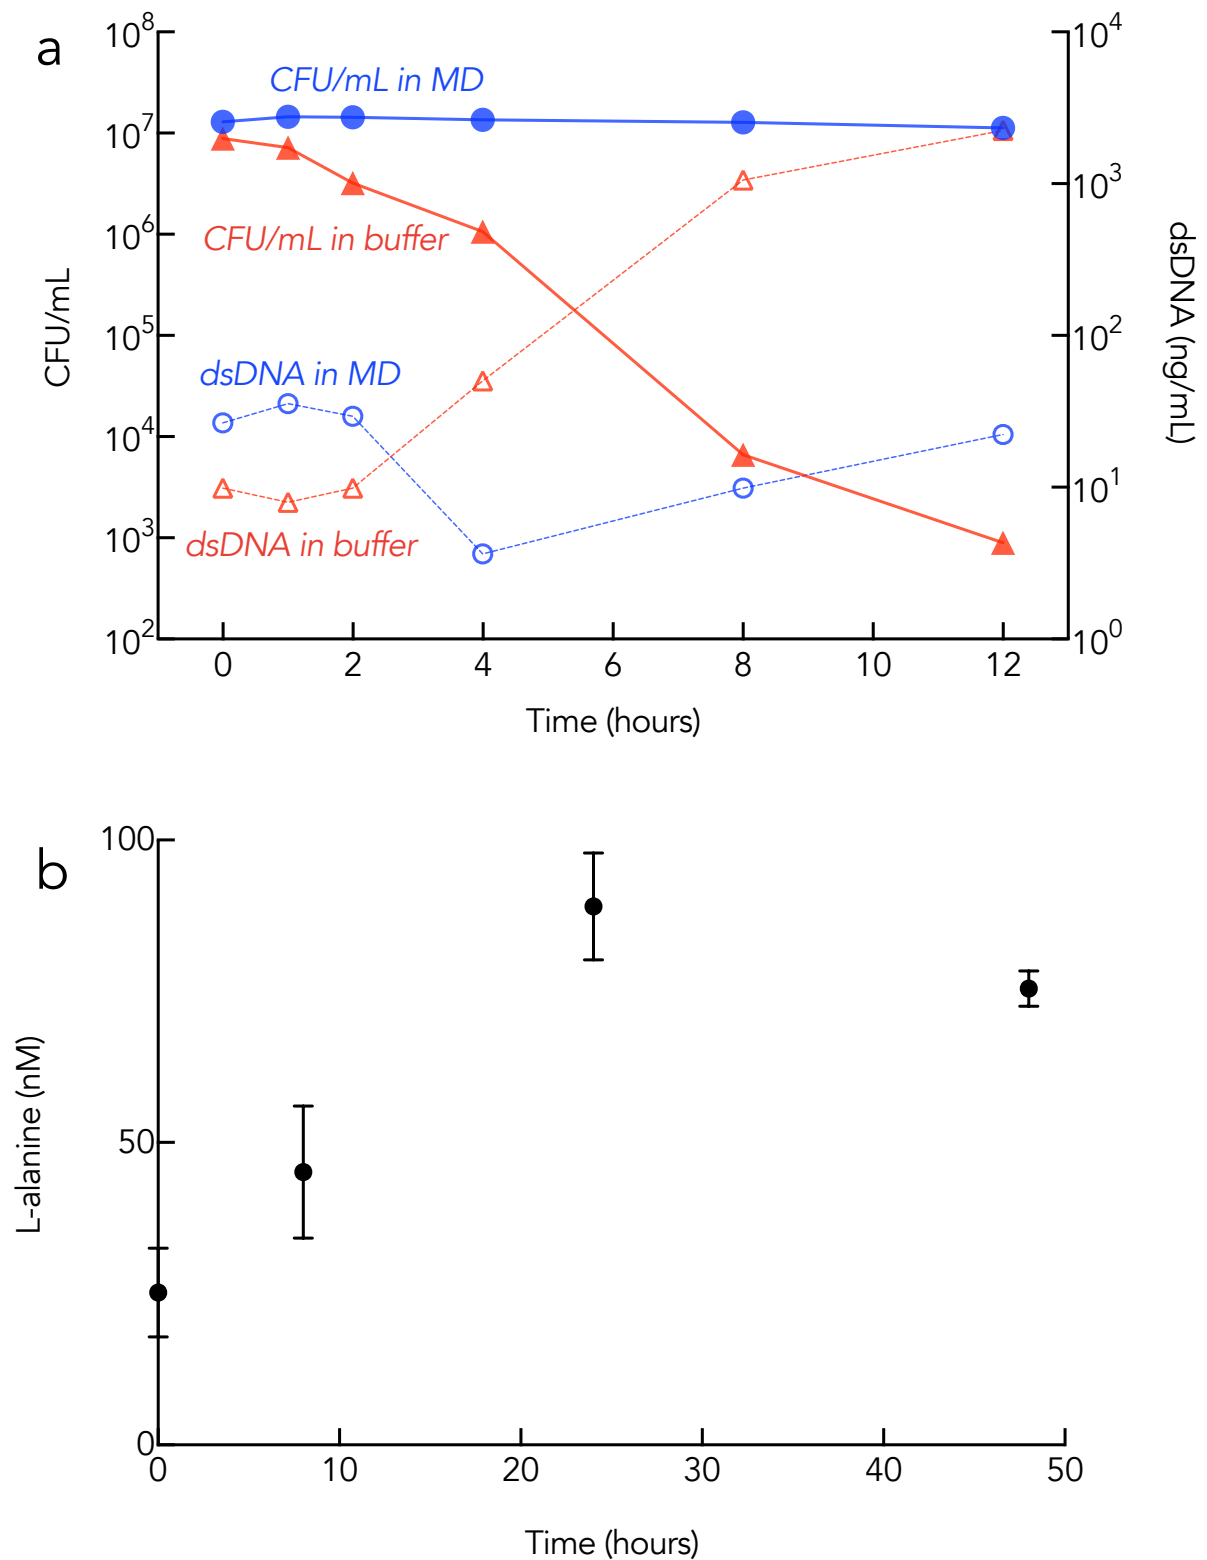 a
10^8
10^7
10^6
10^5
10^4
10^3
10^2
CFU/mL
CFU/mL in MD
CFU/mL in buffer
dsDNA in MD
dsDNA in buffer
10^4
10^3
10^2
10^1
10^0
dsDNA (ng/mL)
0 2 4 6 8 10 12
Time (hours)
b
100
50
0
L-alanine (nM)
0 10 20 30 40 50
Time (hours)